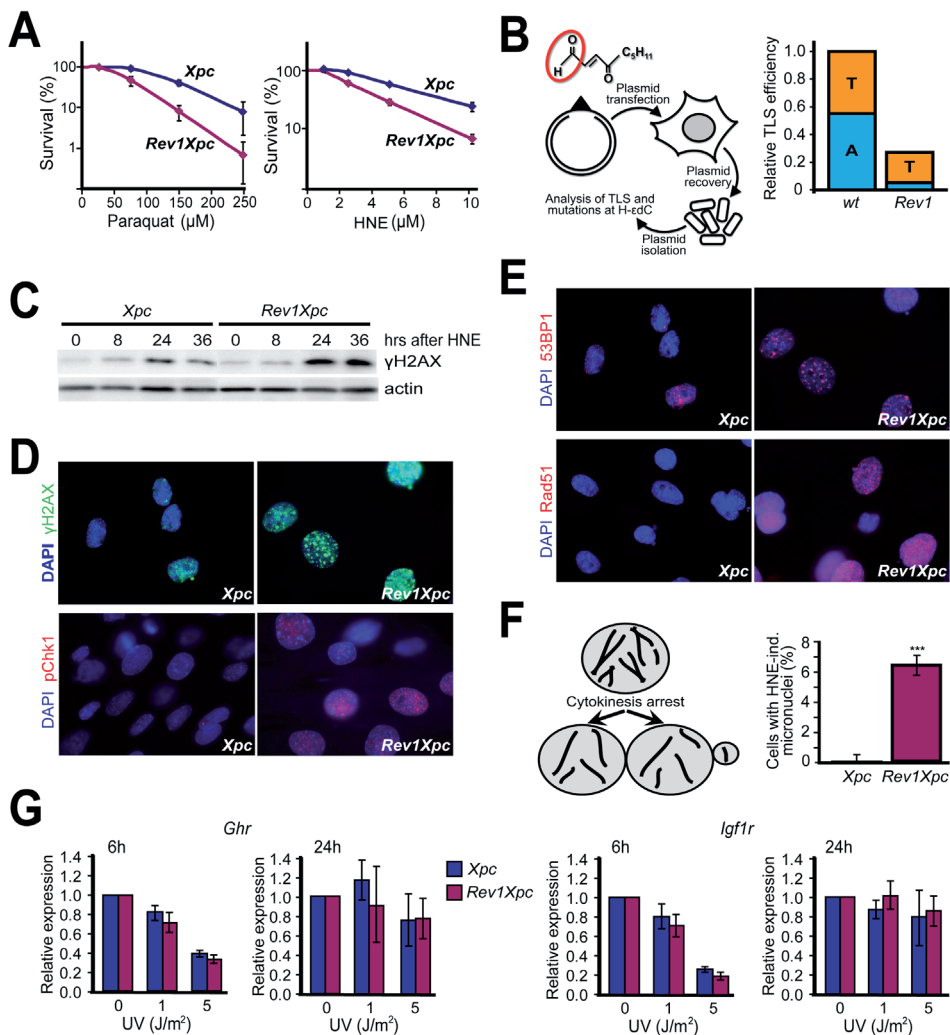 A
Survival (%)
100
10
1
Xpc
Rev1Xpc
0 50 100 150 200 250
Paraquat (µM)
Survival (%)
100
10
Xpc
Rev1Xpc
0 2 4 6 8 10
HNE (µM)
B
O
H
C₅H₁₁
O
Plasmid
transfection
Plasmid
recovery
Analysis of TLS and
mutations at H-εdC
Plasmid
isolation
Relative TLS efficiency
1.0
0.8
0.6
0.4
0.2
0
T
A
T
wt Rev1
C
Xpc Rev1Xpc
0 8 24 36 0 8 24 36 hrs after HNE
γH2AX
actin
D
DAPI γH2AX
Xpc
Rev1Xpc
DAPI pChk1
Xpc
Rev1Xpc
E
DAPI 53BP1
Xpc
Rev1Xpc
DAPI Rad51
Xpc
Rev1Xpc
F
Cytokinesis arrest
Cells with HNE-ind.
micronuclei (%)
8
6
4
2
0
***
Xpc Rev1Xpc
G
Ghr
6h
Relative expression
1.4
1.2
1.0
0.8
0.6
0.4
0.2
0.0
0 1 5
UV (J/m²)
24h
Relative expression
1.4
1.2
1.0
0.8
0.6
0.4
0.2
0.0
0 1 5
UV (J/m²)
Xpc
Rev1Xpc
Igf1r
6h
Relative expression
1.4
1.2
1.0
0.8
0.6
0.4
0.2
0.0
0 1 5
UV (J/m²)
24h
Relative expression
1.4
1.2
1.0
0.8
0.6
0.4
0.2
0.0
0 1 5
UV (J/m²)